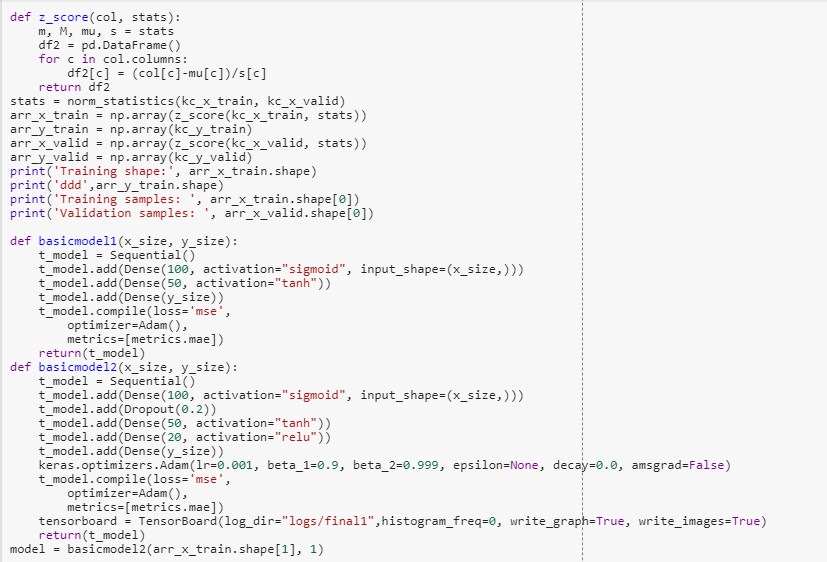 def z_score(col, stats):
    m, M, mu, s = stats
    df2 = pd.DataFrame()
    for c in col.columns:
        df2[c] = (col[c]-mu[c])/s[c]
    return df2
stats = norm_statistics(kc_x_train, kc_x_valid)
arr_x_train = np.array(z_score(kc_x_train, stats))
arr_y_train = np.array(kc_y_train)
arr_x_valid = np.array(z_score(kc_x_valid, stats))
arr_y_valid = np.array(kc_y_valid)
print('Training shape:', arr_x_train.shape)
print('ddd',arr_y_train.shape)
print('Training samples: ', arr_x_train.shape[0])
print('Validation samples: ', arr_x_valid.shape[0])

def basicmodel1(x_size, y_size):
    t_model = Sequential()
    t_model.add(Dense(100, activation="sigmoid", input_shape=(x_size,)))
    t_model.add(Dense(50, activation="tanh"))
    t_model.add(Dense(y_size))
    t_model.compile(loss='mse',
        optimizer=Adam(),
        metrics=[metrics.mae])
    return(t_model)
def basicmodel2(x_size, y_size):
    t_model = Sequential()
    t_model.add(Dense(100, activation="sigmoid", input_shape=(x_size,)))
    t_model.add(Dropout(0.2))
    t_model.add(Dense(50, activation="tanh"))
    t_model.add(Dense(20, activation="relu"))
    t_model.add(Dense(y_size))
    keras.optimizers.Adam(lr=0.001, beta_1=0.9, beta_2=0.999, epsilon=None, decay=0.0, amsgrad=False)
    t_model.compile(loss='mse',
        optimizer=Adam(),
        metrics=[metrics.mae])
    tensorboard = TensorBoard(log_dir="logs/final1",histogram_freq=0, write_graph=True, write_images=True)
    return(t_model)
model = basicmodel2(arr_x_train.shape[1], 1)